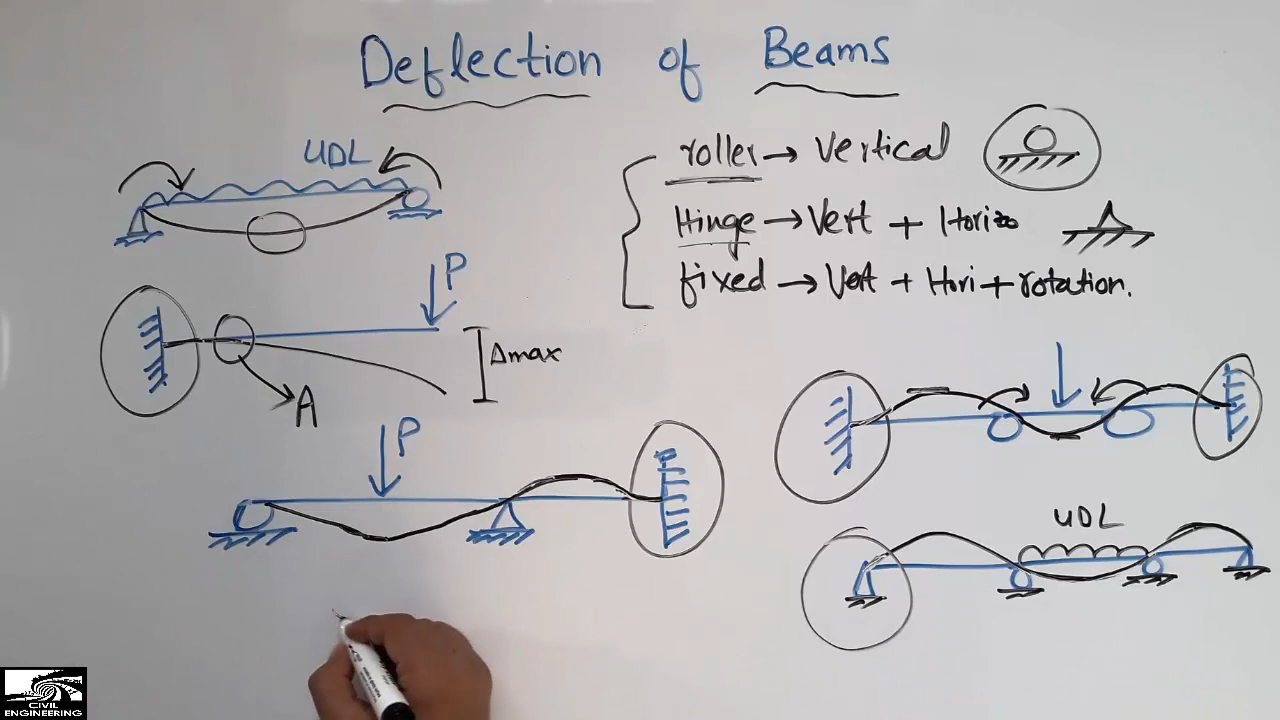 Deflection of Beams
UDL
roller → Vertical
Hinge → Vert + Horizo
fixed → Vert + Hori + rotation.
P
Δmax
A
P
UDL
CIVIL
ENGINEERING